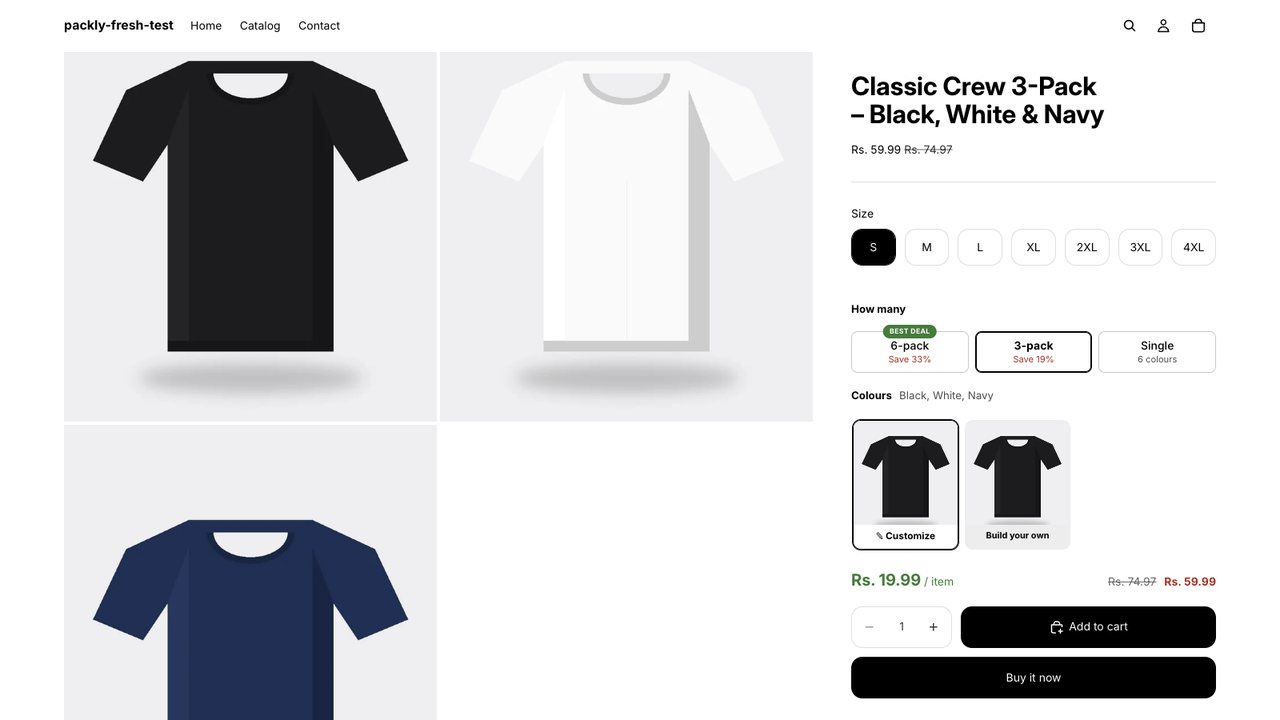 packly-fresh-test
Home
Catalog
Contact
Classic Crew 3-Pack
– Black, White & Navy
Rs. 59.99 Rs. 74.97
Size
S
M
L
XL
2XL
3XL
4XL
How many
BEST DEAL
6-pack
Save 33%
3-pack
Save 19%
Single
6 colours
Colours Black, White, Navy
✎ Customize
Build your own
Rs. 19.99 / item
Rs. 74.97 Rs. 59.99
− 1 +
Add to cart
Buy it now